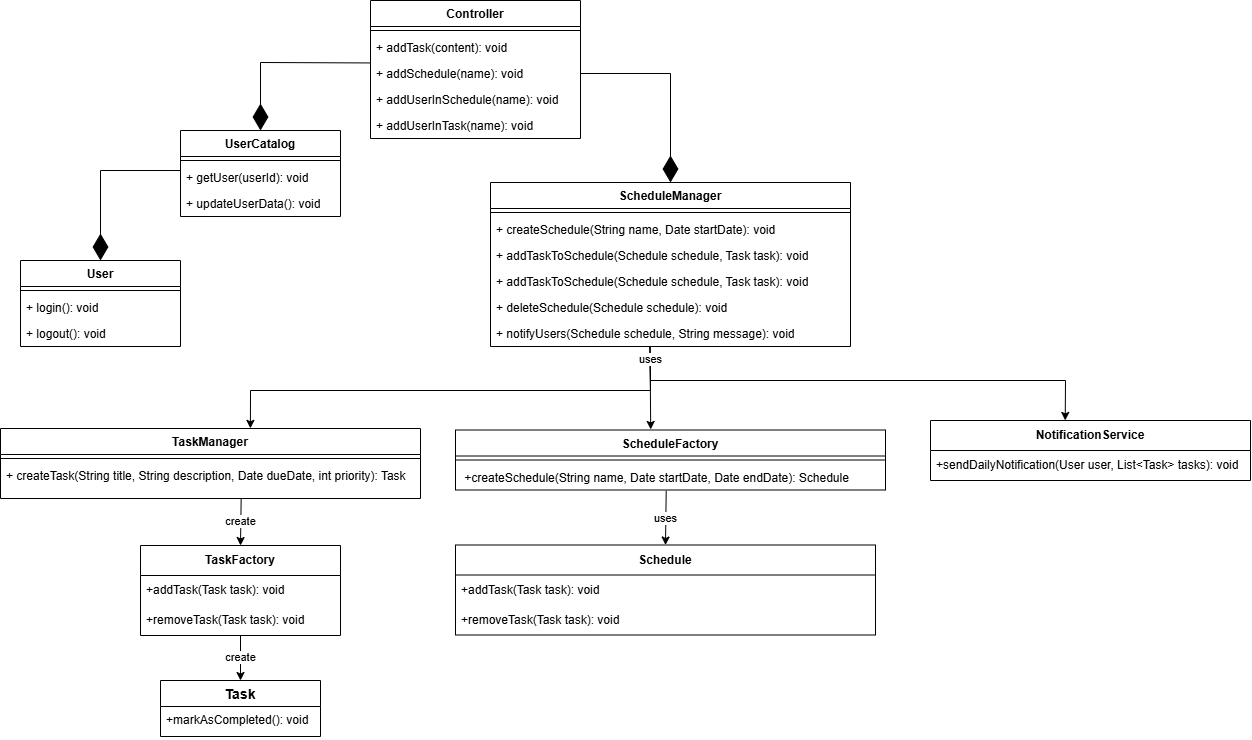 Controller
+ addTask(content): void
+ addSchedule(name): void
+ addUserInSchedule(name): void
+ addUserInTask(name): void
UserCatalog
+ getUser(userId): void
+ updateUserData(): void
User
+ login(): void
+ logout(): void
ScheduleManager
+ createSchedule(String name, Date startDate): void
+ addTaskToSchedule(Schedule schedule, Task task): void
+ addTaskToSchedule(Schedule schedule, Task task): void
+ deleteSchedule(Schedule schedule): void
+ notifyUsers(Schedule schedule, String message): void
uses
TaskManager
+ createTask(String title, String description, Date dueDate, int priority): Task
ScheduleFactory
+createSchedule(String name, Date startDate, Date endDate): Schedule
NotificationService
+sendDailyNotification(User user, List<Task> tasks): void
create
uses
TaskFactory
+addTask(Task task): void
+removeTask(Task task): void
Schedule
+addTask(Task task): void
+removeTask(Task task): void
create
Task
+markAsCompleted(): void